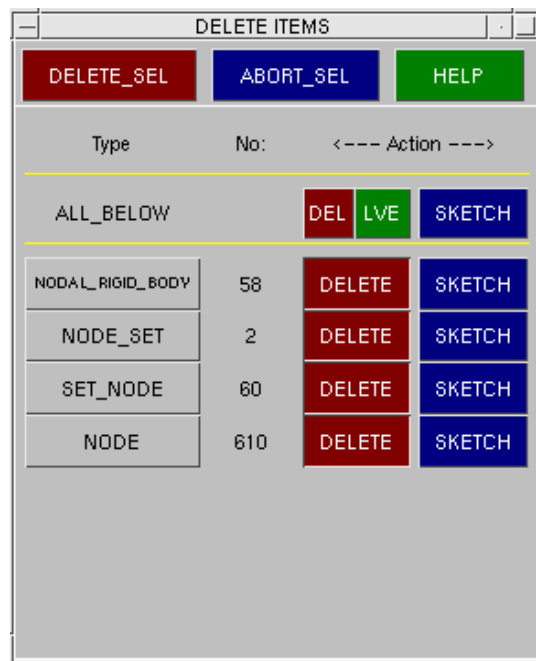 DELETE ITEMS
DELETE_SEL ABORT_SEL HELP
Type No: <--- Action --->
ALL_BELOW DEL LVE SKETCH
NODAL_RIGID_BODY 58 DELETE SKETCH
NODE_SET 2 DELETE SKETCH
SET_NODE 60 DELETE SKETCH
NODE 610 DELETE SKETCH